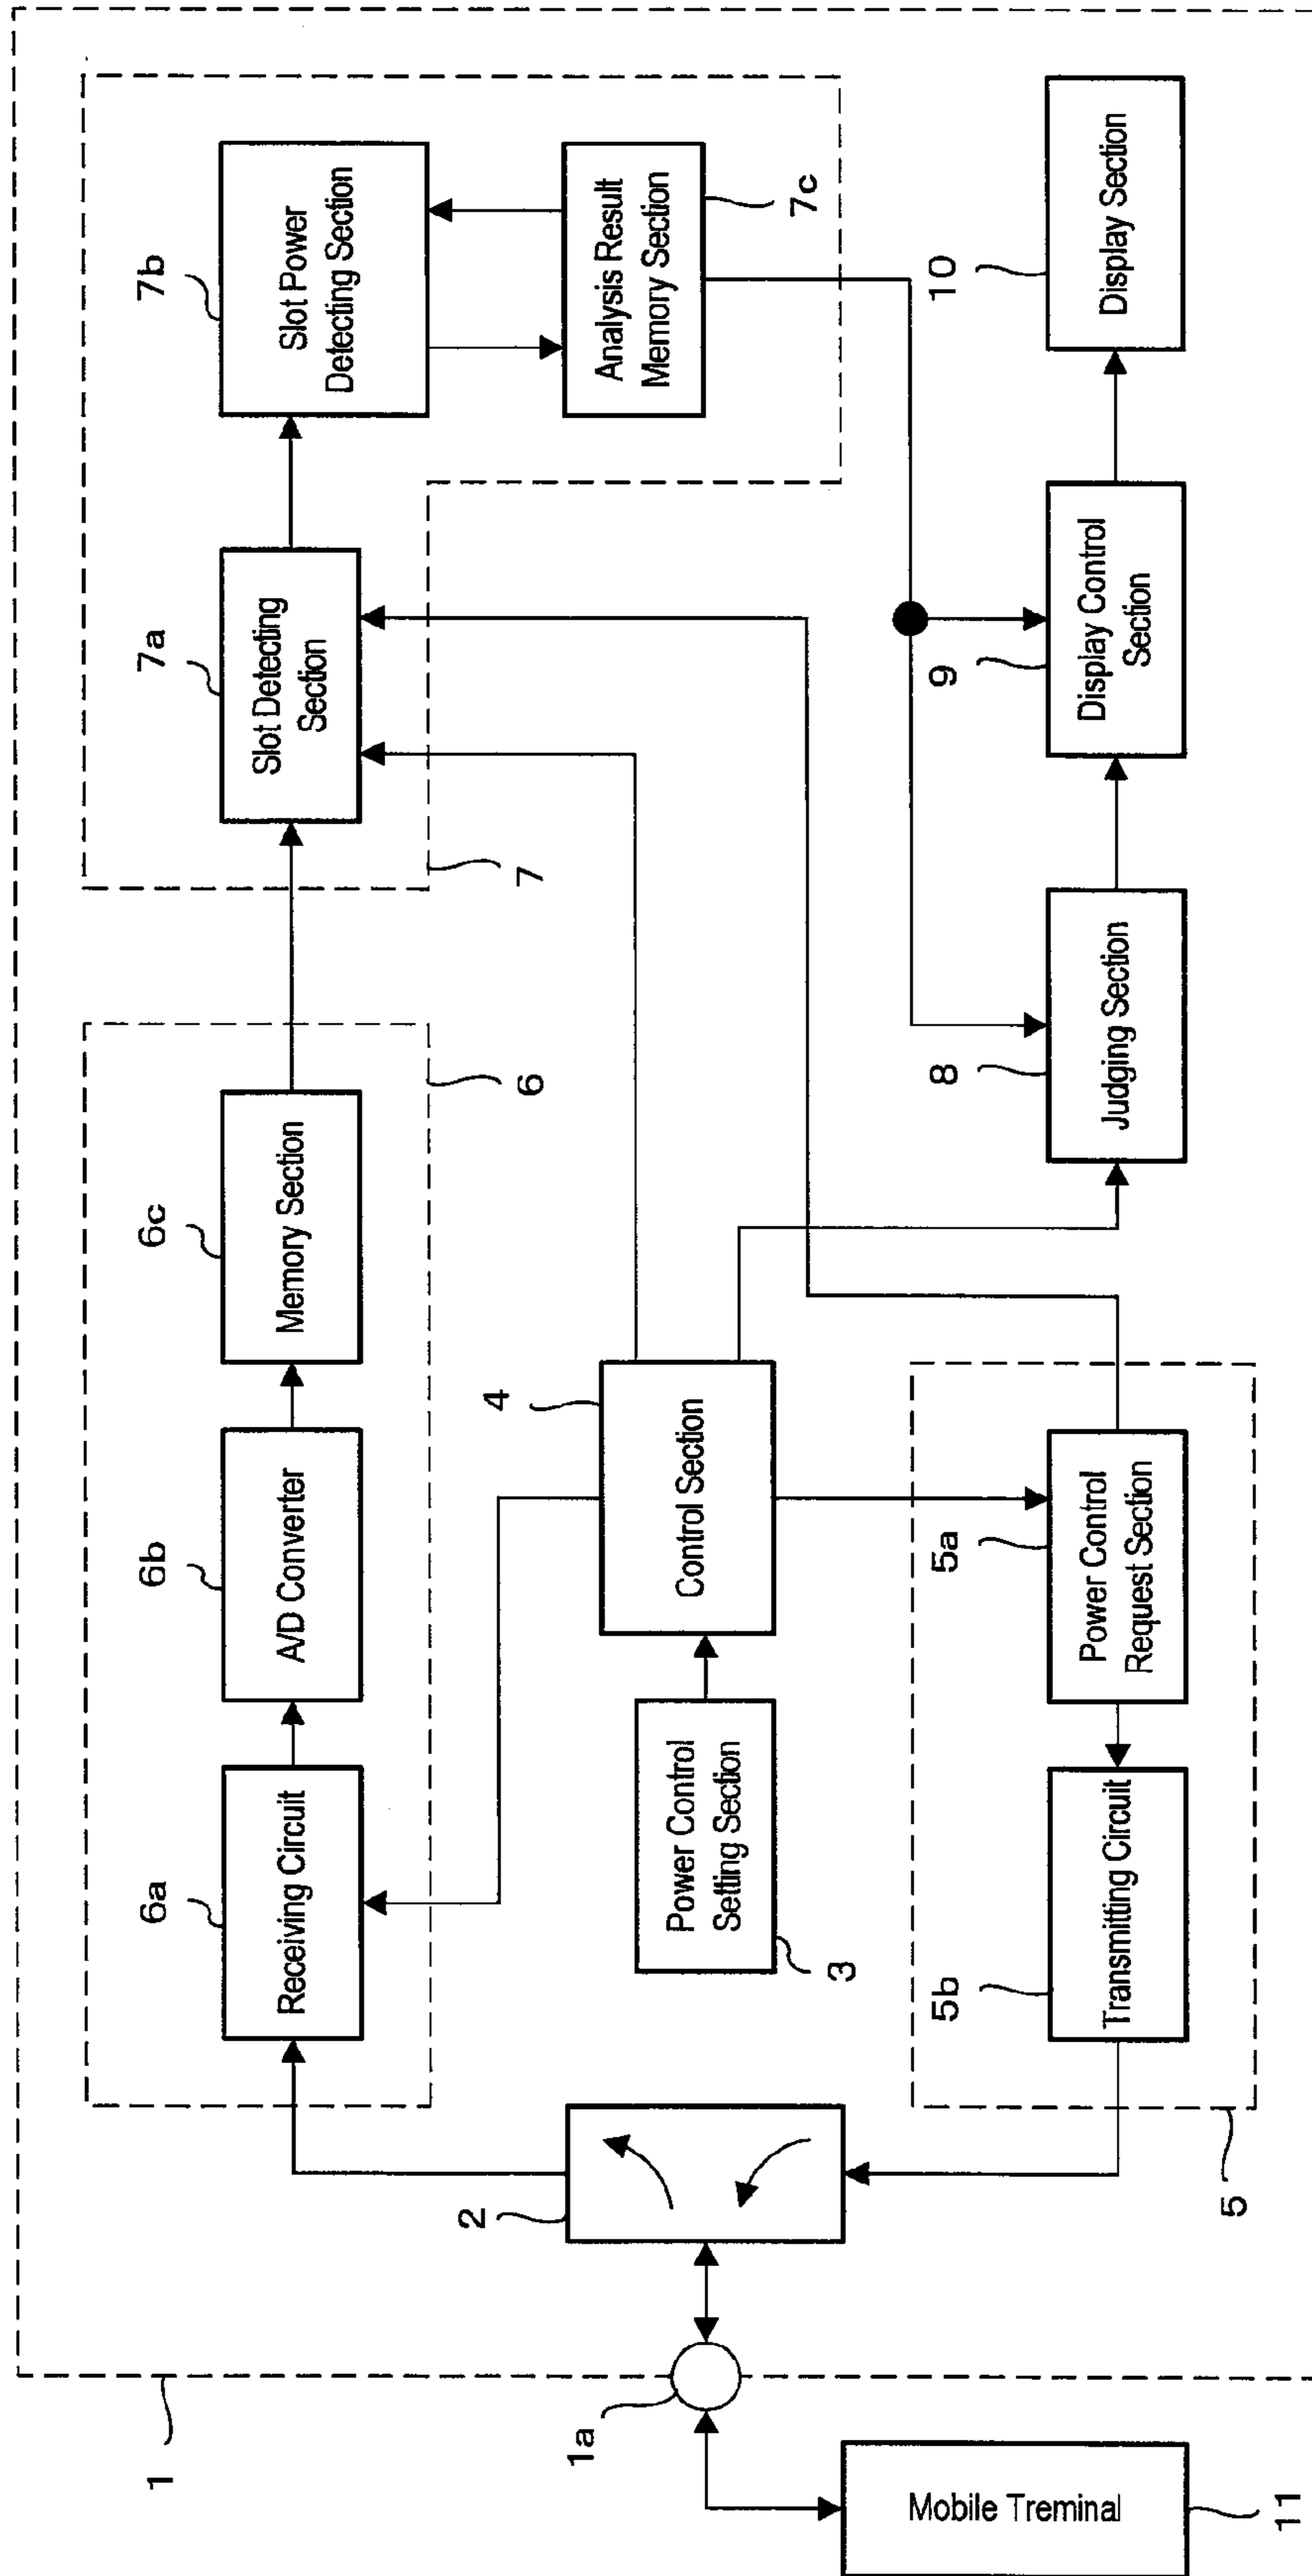 1
1a
Mobile Treminal
11
2
6a
Receiving Circuit
6b
A/D Converter
6c
Memory Section
6
7a
Slot Detecting
Section
7b
Slot Power
Detecting Section
Analysis Result
Memory Section
7c
7
Power Control
Setting Section
3
4
Control Section
5b
Transmitting Circuit
5a
Power Control
Request Section
5
8
Judging Section
9
Display Control
Section
10
Display Section